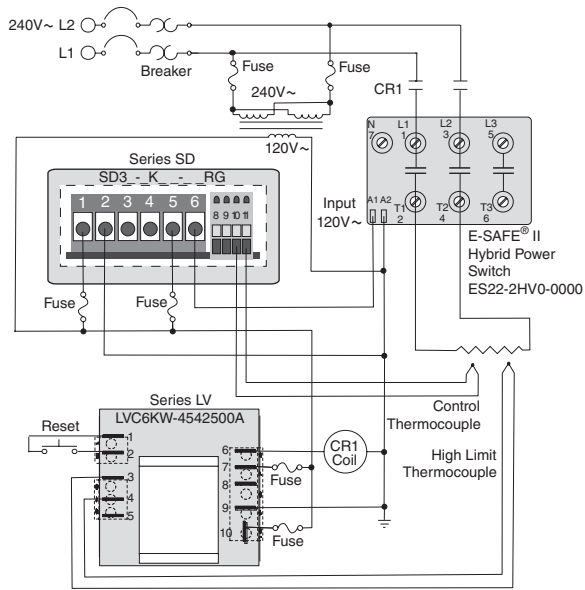 240V~ L2
L1
Breaker
Fuse
Fuse
240V~
CR1
120V~
N
7
L1
1
L2
3
L3
5
Series SD
SD3_- K_ _-_ _RG
1 2 3 4 5 6
8 9 10 11
Input
120V~
A1 A2
T1
2
T2
4
T3
6
E-SAFE® II
Hybrid Power
Switch
ES22-2HV0-0000
Fuse
Fuse
Series LV
LVC6KW-4542500A
Reset
1
2
3
4
5
6
7
8
9
10
CR1
Coil
Fuse
Fuse
Control
Thermocouple
High Limit
Thermocouple